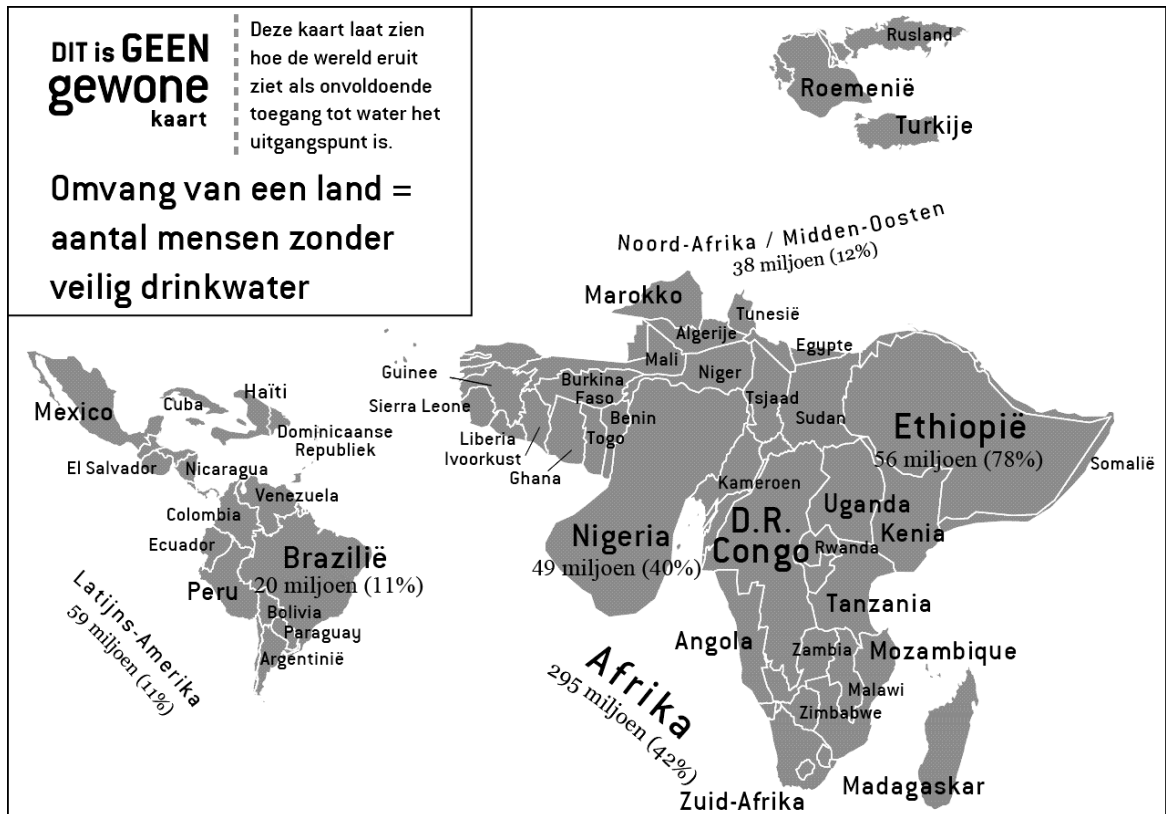 DIT is GEEN
gewone
kaart
Deze kaart laat zien
hoe de wereld eruit
ziet als onvoldoende
toegang tot water het
uitgangspunt is.
Omvang van een land =
aantal mensen zonder
veilig drinkwater
Rusland
Roemenië
Turkije
Noord-Afrika / Midden-Oosten
38 miljoen (12%)
Marokko
Tunesië
Algerije
Egypte
Mali
Niger
Guinee
Burkina
Faso
Tsjaad
Sierra Leone
Benin
Sudan
Ethiopië
56 miljoen (78%)
Somalië
Liberia
Togo
Ivoorkust
Ghana
Kameroen
Uganda
D.R.
Congo
Kenia
Nigeria
49 miljoen (40%)
Rwanda
Tanzania
Angola
Zambia
Mozambique
Malawi
Zimbabwe
Madagaskar
Zuid-Afrika
Afrika
295 miljoen (42%)
Mexico
Cuba
Haïti
Dominicaanse
Republiek
El Salvador
Nicaragua
Venezuela
Colombia
Ecuador
Brazilië
20 miljoen (11%)
Peru
Bolivia
Paraguay
Argentinië
Latijns-Amerika
59 miljoen (11%)